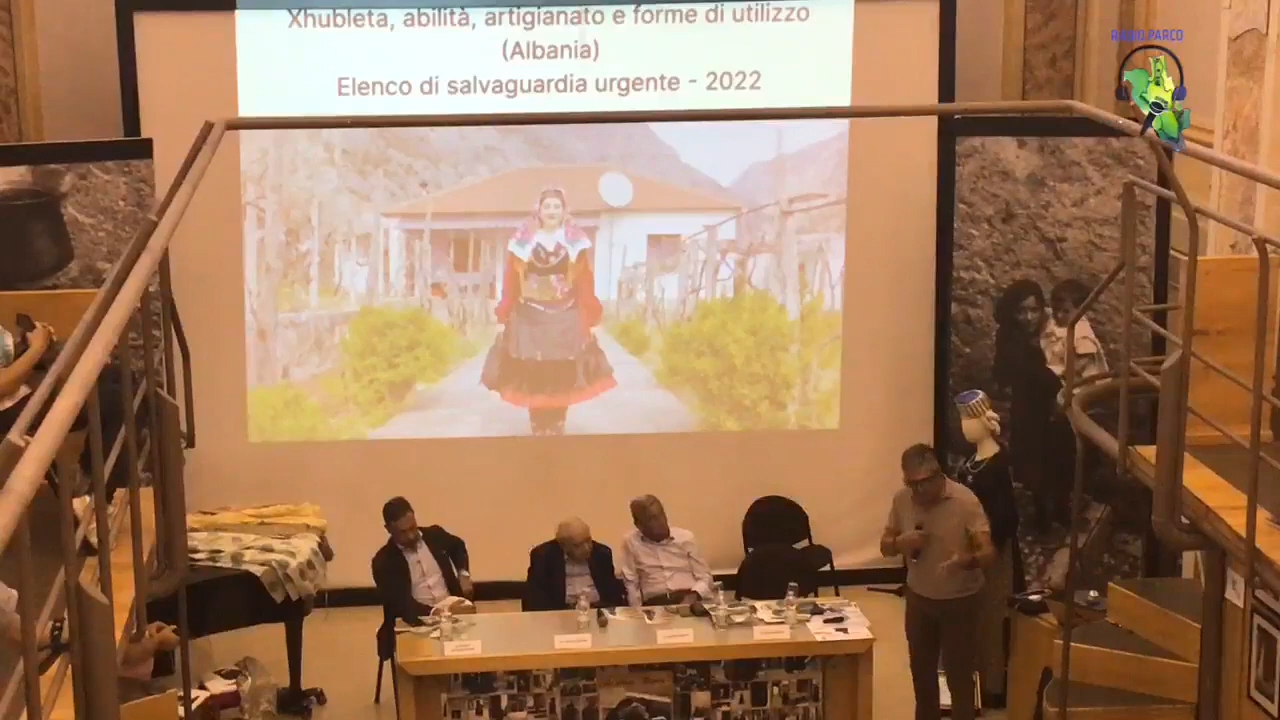 Xhubleta, abilità, artigianato e forme di utilizzo
(Albania)
Elenco di salvaguardia urgente - 2022
RADIO PARCO